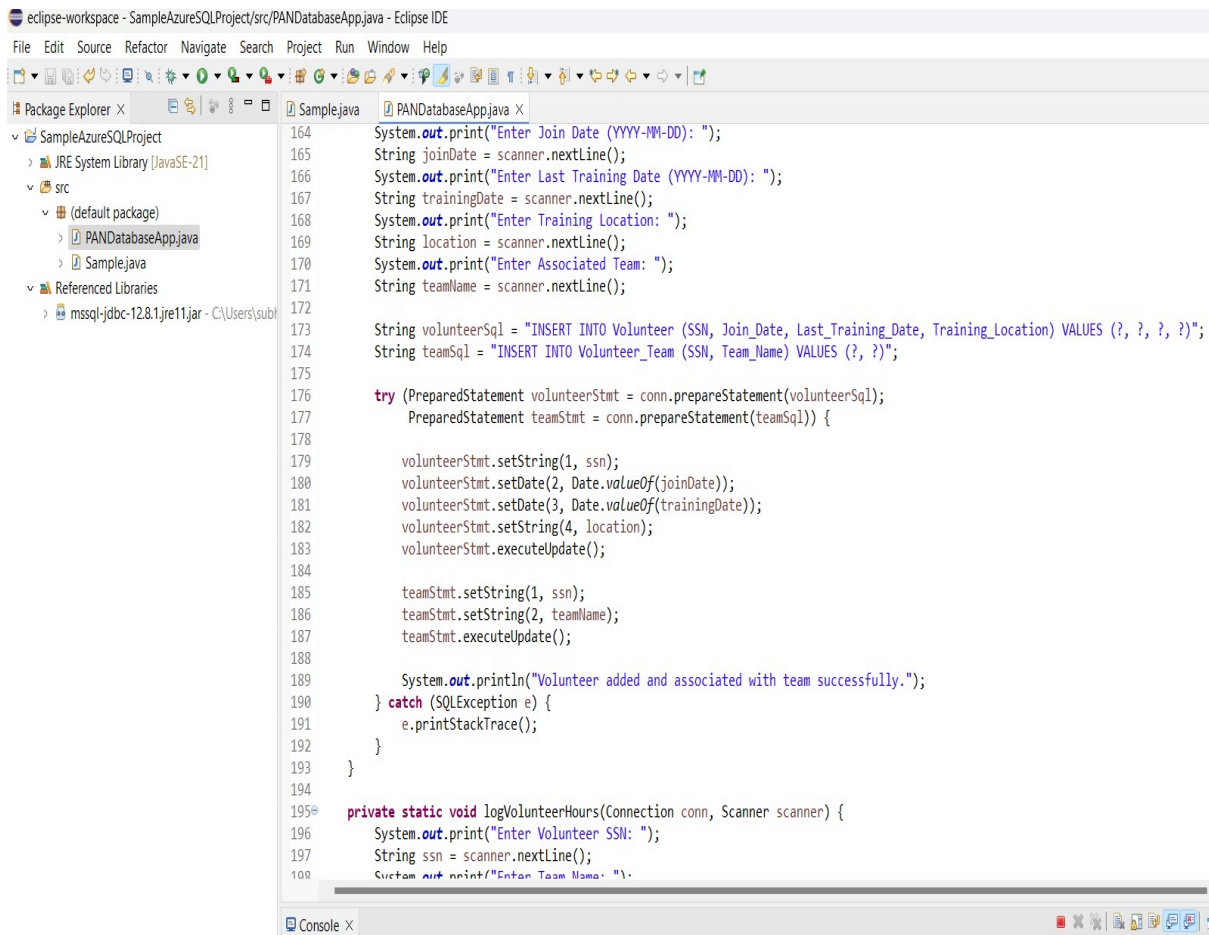 eclipse-workspace - SampleAzureSQLProject/src/PANDatabaseApp.java - Eclipse IDE
File Edit Source Refactor Navigate Search Project Run Window Help
Package Explorer
SampleAzureSQLProject
JRE System Library [JavaSE-21]
src
(default package)
PANDatabaseApp.java
Sample.java
Referenced Libraries
mssql-jdbc-12.8.1.jre11.jar - C:\Users\subh
Sample.java PANDatabaseApp.java
164 System.out.print("Enter Join Date (YYYY-MM-DD): ");
165 String joinDate = scanner.nextLine();
166 System.out.print("Enter Last Training Date (YYYY-MM-DD): ");
167 String trainingDate = scanner.nextLine();
168 System.out.print("Enter Training Location: ");
169 String location = scanner.nextLine();
170 System.out.print("Enter Associated Team: ");
171 String teamName = scanner.nextLine();
172
173 String volunteerSql = "INSERT INTO Volunteer (SSN, Join_Date, Last_Training_Date, Training_Location) VALUES (?, ?, ?, ?)";
174 String teamSql = "INSERT INTO Volunteer_Team (SSN, Team_Name) VALUES (?, ?)";
175
176 try (PreparedStatement volunteerStmt = conn.prepareStatement(volunteerSql);
177 PreparedStatement teamStmt = conn.prepareStatement(teamSql)) {
178
179 volunteerStmt.setString(1, ssn);
180 volunteerStmt.setDate(2, Date.valueOf(joinDate));
181 volunteerStmt.setDate(3, Date.valueOf(trainingDate));
182 volunteerStmt.setString(4, location);
183 volunteerStmt.executeUpdate();
184
185 teamStmt.setString(1, ssn);
186 teamStmt.setString(2, teamName);
187 teamStmt.executeUpdate();
188
189 System.out.println("Volunteer added and associated with team successfully.");
190 } catch (SQLException e) {
191 e.printStackTrace();
192 }
193 }
194
195 private static void logVolunteerHours(Connection conn, Scanner scanner) {
196 System.out.print("Enter Volunteer SSN: ");
197 String ssn = scanner.nextLine();
198 System.out.print("Enter Team Name: ");
Console